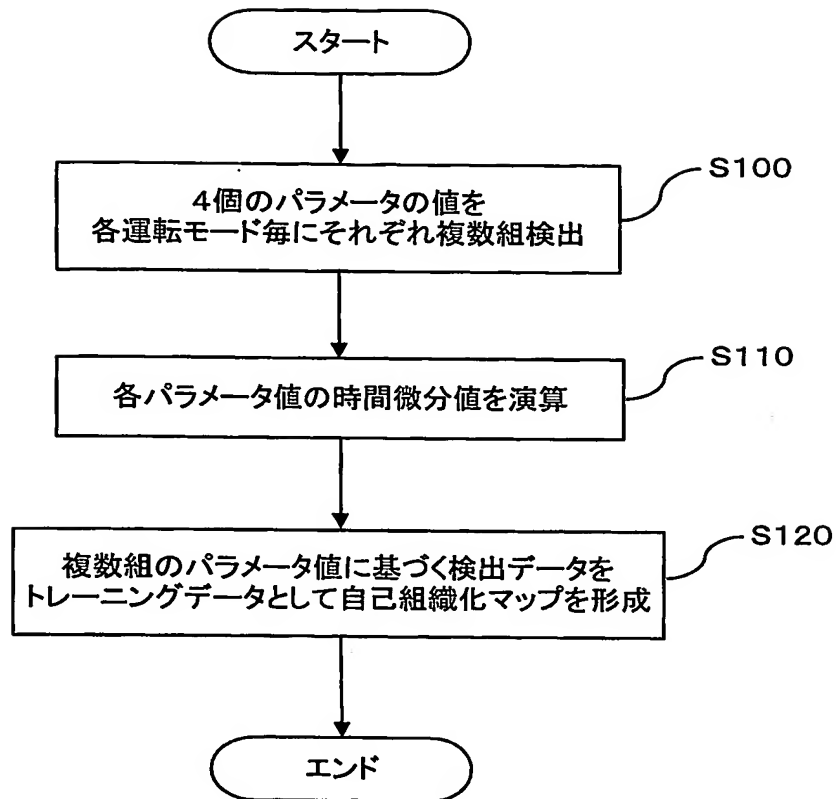 スタート
S100
4個のパラメータの値を
各運転モード毎にそれぞれ複数組検出
S110
各パラメータ値の時間微分値を演算
S120
複数組のパラメータ値に基づく検出データを
トレーニングデータとして自己組織化マップを形成
エンド